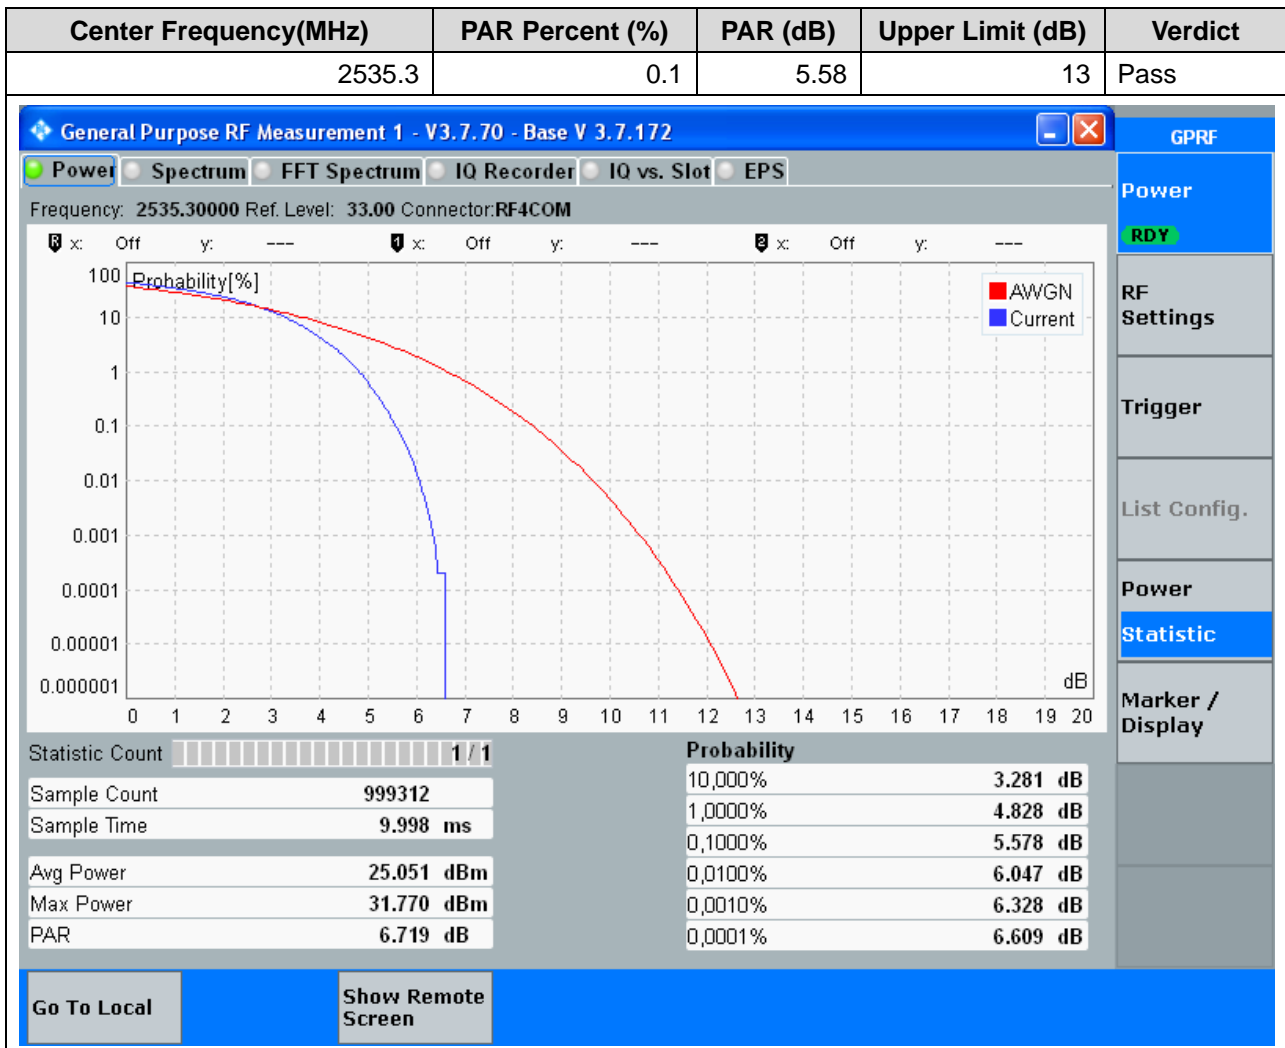 Center Frequency(MHz) PAR Percent (%) PAR (dB) Upper Limit (dB) Verdict
2535.3 0.1 5.58 13 Pass
General Purpose RF Measurement 1 - V3.7.70 - Base V 3.7.172
GPRF
Power Spectrum FFT Spectrum IQ Recorder IQ vs. Slot EPS
Frequency: 2535.30000 Ref. Level: 33.00 Connector:RF4COM
R x: Off y: --- 1 x: Off y: --- 2 x: Off y: ---
Probability[%]
AWGN
Current
100
10
1
0.1
0.01
0.001
0.0001
0.00001
0.000001
dB
0 1 2 3 4 5 6 7 8 9 10 11 12 13 14 15 16 17 18 19 20
Statistic Count 1 / 1
Sample Count 999312
Sample Time 9.998 ms
Avg Power 25.051 dBm
Max Power 31.770 dBm
PAR 6.719 dB
Probability
10,000% 3.281 dB
1,0000% 4.828 dB
0,1000% 5.578 dB
0,0100% 6.047 dB
0,0010% 6.328 dB
0,0001% 6.609 dB
Power
RDY
RF
Settings
Trigger
List Config.
Power
Statistic
Marker /
Display
Go To Local
Show Remote
Screen